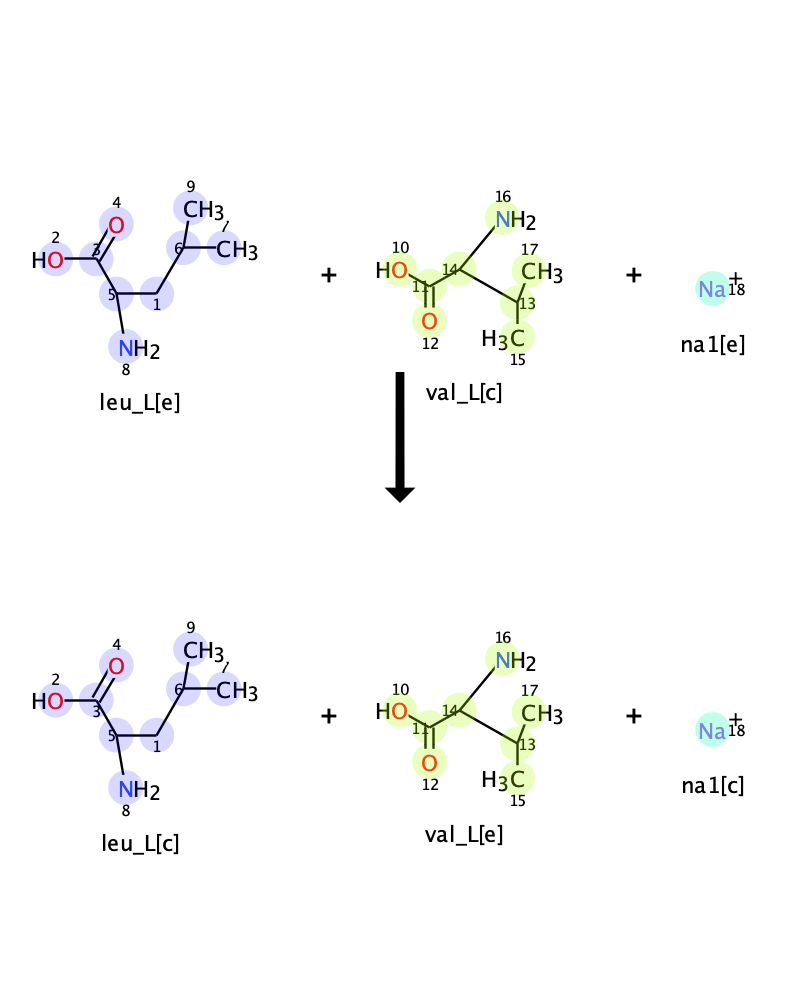 9
4
CH3
O
2
3
6
7
CH3
HO
5
1
NH2
8
leu_L[e]
+
16
NH2
10
17
HO
14
CH3
11
13
O
H3C
12
15
val_L[c]
+
Na+
18
na1[e]
9
4
CH3
O
2
6
7
CH3
HO
3
5
1
NH2
8
leu_L[c]
+
16
NH2
10
17
HO
14
CH3
11
13
O
H3C
12
15
val_L[e]
+
Na+
18
na1[c]